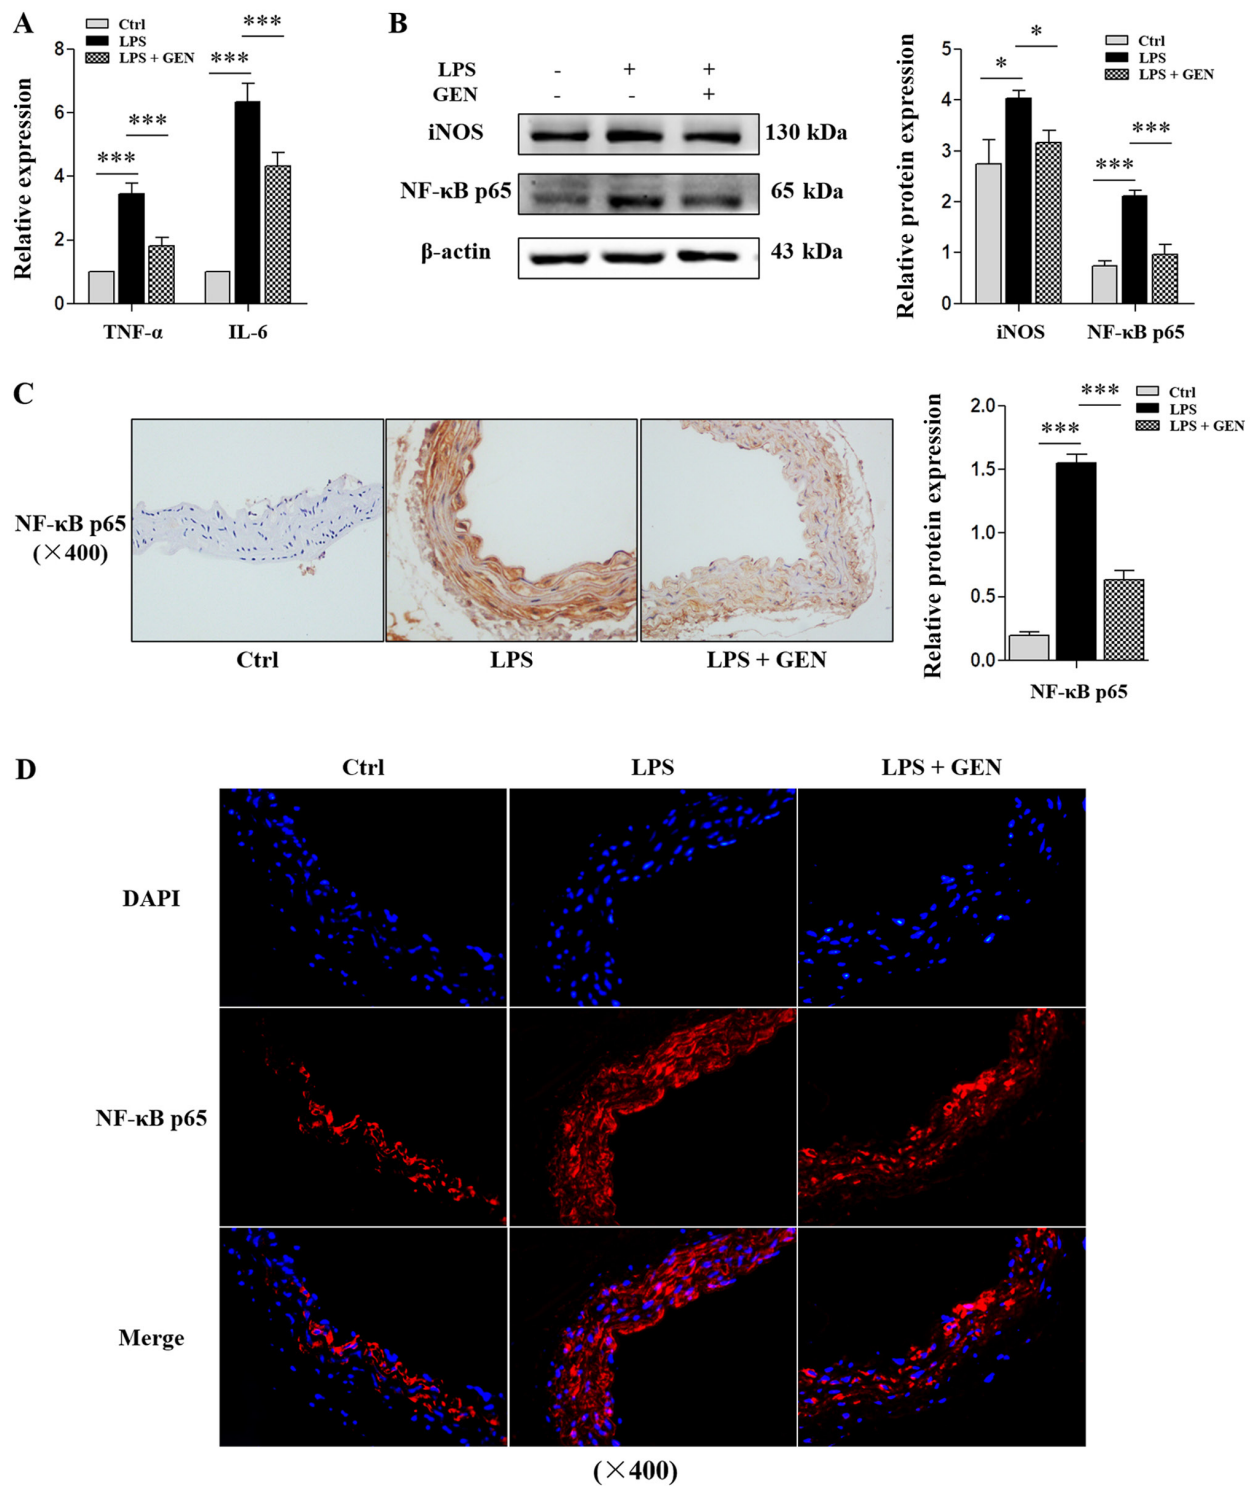 A
Ctrl
LPS
LPS + GEN
Relative expression
8
6
4
2
0
***
***
***
***
TNF-α
IL-6
B
LPS - + +
GEN - - +
iNOS
130 kDa
NF-κB p65
65 kDa
β-actin
43 kDa
Ctrl
LPS
LPS + GEN
Relative protein expression
5
4
3
2
1
0
*
*
***
***
iNOS
NF-κB p65
C
NF-κB p65
(×400)
Ctrl
LPS
LPS + GEN
Ctrl
LPS
LPS + GEN
Relative protein expression
2.0
1.5
1.0
0.5
0.0
***
***
NF-κB p65
D
Ctrl
LPS
LPS + GEN
DAPI
NF-κB p65
Merge
(×400)